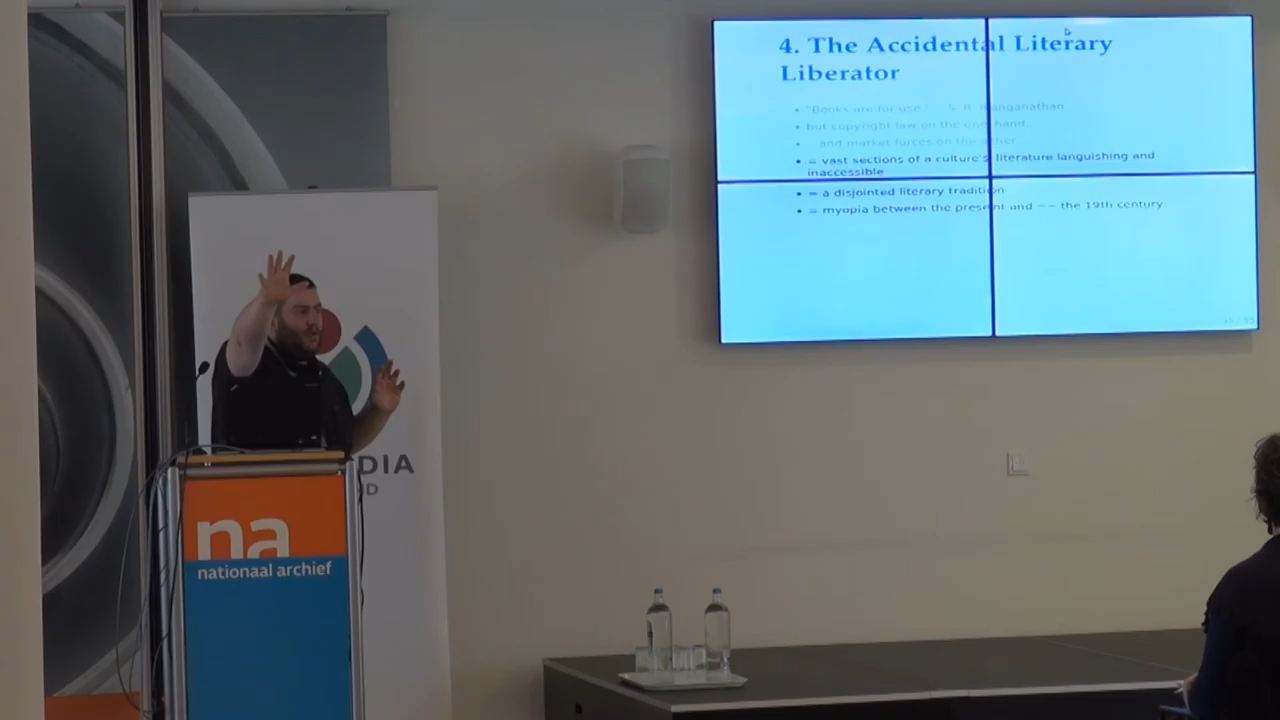 4. The Accidental Literary
Liberator
"Books are for use." S. R. Ranganathan
but copyright law on the one hand..
and market forces on the other
= vast sections of a culture's literature languishing and
inaccessible
= a disjointed literary tradition
= myopia between the present and the 19th century
DIA
na
nationaal archief